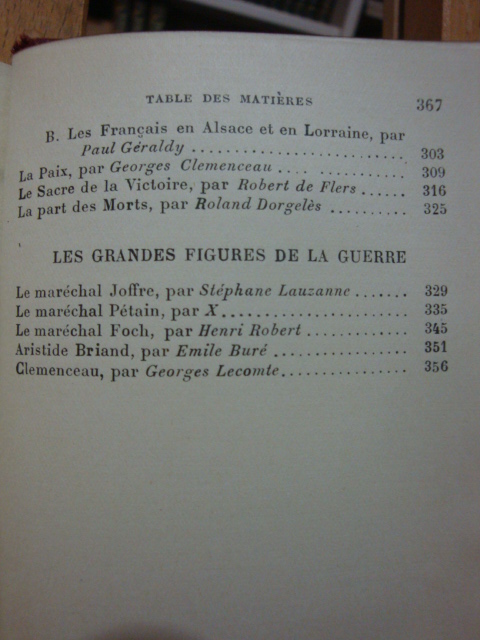 TABLE DES MATIÈRES 367
B. Les Français en Alsace et en Lorraine, par
Paul Géraldy ........................ 303
La Paix, par Georges Clemenceau .... ........... 309
Le Sacre de la Victoire, par Robert de Flers ...... 316
La part des Morts, par Roland Dorgelès .......... 325
LES GRANDES FIGURES DE LA GUERRE
Le maréchal Joffre, par Stéphane Lauzanne ....... 329
Le maréchal Pétain, par X..................... 335
Le maréchal Foch, par Henri Robert ............. 345
Aristide Briand, par Emile Buré ................ 351
Clemenceau, par Georges Lecomte................ 356